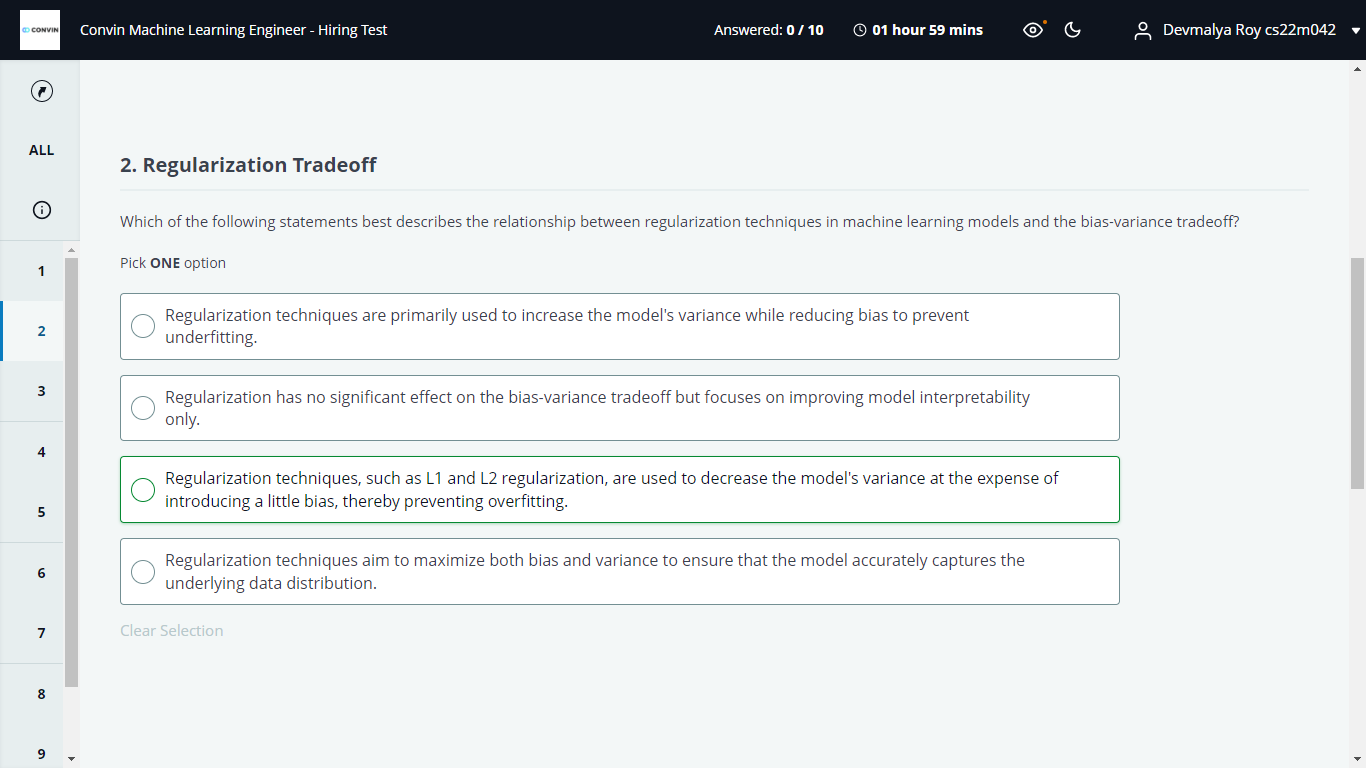 CONVIN
Convin Machine Learning Engineer - Hiring Test
Answered: 0 / 10
01 hour 59 mins
Devmalya Roy cs22m042
ALL
1
2
3
4
5
6
7
8
9
2. Regularization Tradeoff
Which of the following statements best describes the relationship between regularization techniques in machine learning models and the bias-variance tradeoff?
Pick ONE option
Regularization techniques are primarily used to increase the model's variance while reducing bias to prevent
underfitting.
Regularization has no significant effect on the bias-variance tradeoff but focuses on improving model interpretability
only.
Regularization techniques, such as L1 and L2 regularization, are used to decrease the model's variance at the expense of
introducing a little bias, thereby preventing overfitting.
Regularization techniques aim to maximize both bias and variance to ensure that the model accurately captures the
underlying data distribution.
Clear Selection